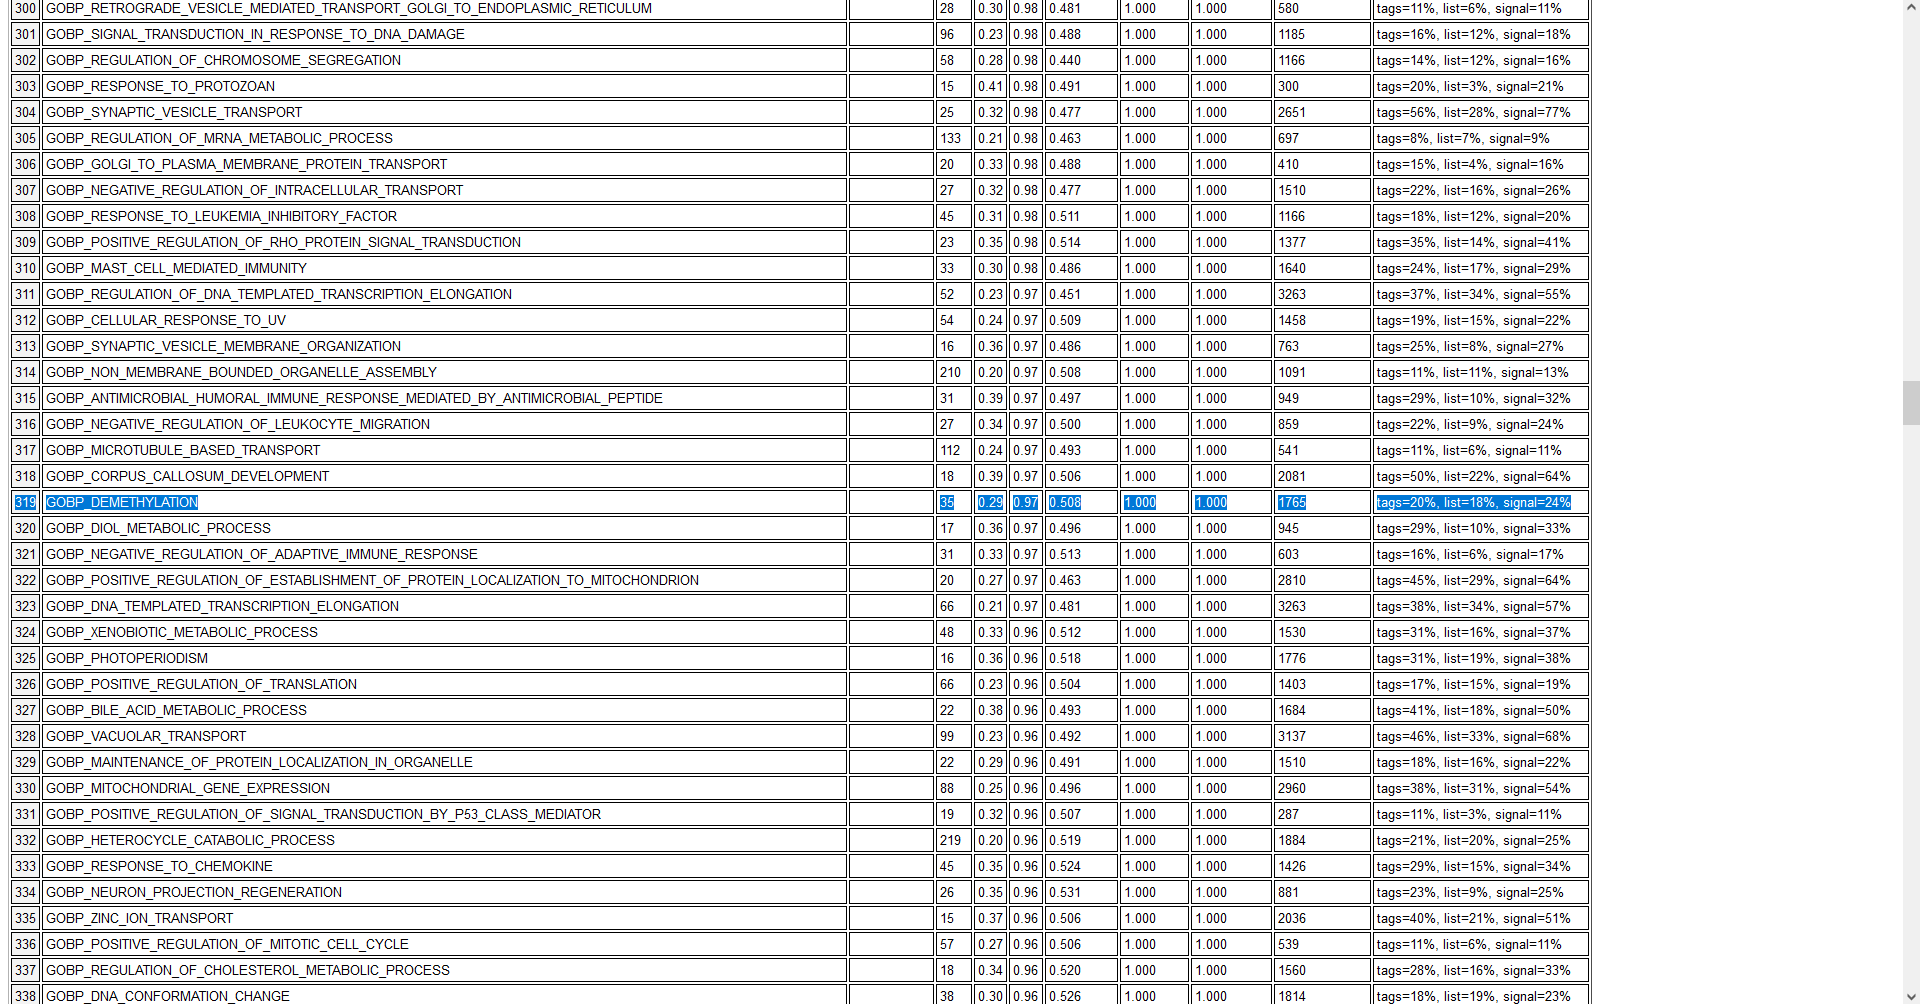 300 GOBP_RETROGRADE_VESICLE_MEDIATED_TRANSPORT_GOLGI_TO_ENDOPLASMIC_RETICULUM 28 0.30 0.98 0.481 1.000 1.000 580 tags=11%, list=6%, signal=11%
301 GOBP_SIGNAL_TRANSDUCTION_IN_RESPONSE_TO_DNA_DAMAGE 96 0.23 0.98 0.488 1.000 1.000 1185 tags=16%, list=12%, signal=18%
302 GOBP_REGULATION_OF_CHROMOSOME_SEGREGATION 58 0.28 0.98 0.440 1.000 1.000 1166 tags=14%, list=12%, signal=16%
303 GOBP_RESPONSE_TO_PROTOZOAN 15 0.41 0.98 0.491 1.000 1.000 300 tags=20%, list=3%, signal=21%
304 GOBP_SYNAPTIC_VESICLE_TRANSPORT 25 0.32 0.98 0.477 1.000 1.000 2651 tags=56%, list=28%, signal=77%
305 GOBP_REGULATION_OF_MRNA_METABOLIC_PROCESS 133 0.21 0.98 0.463 1.000 1.000 697 tags=8%, list=7%, signal=9%
306 GOBP_GOLGI_TO_PLASMA_MEMBRANE_PROTEIN_TRANSPORT 20 0.33 0.98 0.488 1.000 1.000 410 tags=15%, list=4%, signal=16%
307 GOBP_NEGATIVE_REGULATION_OF_INTRACELLULAR_TRANSPORT 27 0.32 0.98 0.477 1.000 1.000 1510 tags=22%, list=16%, signal=26%
308 GOBP_RESPONSE_TO_LEUKEMIA_INHIBITORY_FACTOR 45 0.31 0.98 0.511 1.000 1.000 1166 tags=18%, list=12%, signal=20%
309 GOBP_POSITIVE_REGULATION_OF_RHO_PROTEIN_SIGNAL_TRANSDUCTION 23 0.35 0.98 0.514 1.000 1.000 1377 tags=35%, list=14%, signal=41%
310 GOBP_MAST_CELL_MEDIATED_IMMUNITY 33 0.30 0.98 0.486 1.000 1.000 1640 tags=24%, list=17%, signal=29%
311 GOBP_REGULATION_OF_DNA_TEMPLATED_TRANSCRIPTION_ELONGATION 52 0.23 0.97 0.451 1.000 1.000 3263 tags=37%, list=34%, signal=55%
312 GOBP_CELLULAR_RESPONSE_TO_UV 54 0.24 0.97 0.509 1.000 1.000 1458 tags=19%, list=15%, signal=22%
313 GOBP_SYNAPTIC_VESICLE_MEMBRANE_ORGANIZATION 16 0.36 0.97 0.486 1.000 1.000 763 tags=25%, list=8%, signal=27%
314 GOBP_NON_MEMBRANE_BOUNDED_ORGANELLE_ASSEMBLY 210 0.20 0.97 0.508 1.000 1.000 1091 tags=11%, list=11%, signal=13%
315 GOBP_ANTIMICROBIAL_HUMORAL_IMMUNE_RESPONSE_MEDIATED_BY_ANTIMICROBIAL_PEPTIDE 31 0.39 0.97 0.497 1.000 1.000 949 tags=29%, list=10%, signal=32%
316 GOBP_NEGATIVE_REGULATION_OF_LEUKOCYTE_MIGRATION 27 0.34 0.97 0.500 1.000 1.000 859 tags=22%, list=9%, signal=24%
317 GOBP_MICROTUBULE_BASED_TRANSPORT 112 0.24 0.97 0.493 1.000 1.000 541 tags=11%, list=6%, signal=11%
318 GOBP_CORPUS_CALLOSUM_DEVELOPMENT 18 0.39 0.97 0.506 1.000 1.000 2081 tags=50%, list=22%, signal=64%
319 GOBP_DEMETHYLATION 35 0.29 0.97 0.508 1.000 1.000 1765 tags=20%, list=18%, signal=24%
320 GOBP_DIOL_METABOLIC_PROCESS 17 0.36 0.97 0.496 1.000 1.000 945 tags=29%, list=10%, signal=33%
321 GOBP_NEGATIVE_REGULATION_OF_ADAPTIVE_IMMUNE_RESPONSE 31 0.33 0.97 0.513 1.000 1.000 603 tags=16%, list=6%, signal=17%
322 GOBP_POSITIVE_REGULATION_OF_ESTABLISHMENT_OF_PROTEIN_LOCALIZATION_TO_MITOCHONDRION 20 0.27 0.97 0.463 1.000 1.000 2810 tags=45%, list=29%, signal=64%
323 GOBP_DNA_TEMPLATED_TRANSCRIPTION_ELONGATION 66 0.21 0.97 0.481 1.000 1.000 3263 tags=38%, list=34%, signal=57%
324 GOBP_XENOBIOTIC_METABOLIC_PROCESS 48 0.33 0.96 0.512 1.000 1.000 1530 tags=31%, list=16%, signal=37%
325 GOBP_PHOTOPERIODISM 16 0.36 0.96 0.518 1.000 1.000 1776 tags=31%, list=19%, signal=38%
326 GOBP_POSITIVE_REGULATION_OF_TRANSLATION 66 0.23 0.96 0.504 1.000 1.000 1403 tags=17%, list=15%, signal=19%
327 GOBP_BILE_ACID_METABOLIC_PROCESS 22 0.38 0.96 0.493 1.000 1.000 1684 tags=41%, list=18%, signal=50%
328 GOBP_VACUOLAR_TRANSPORT 99 0.23 0.96 0.492 1.000 1.000 3137 tags=46%, list=33%, signal=68%
329 GOBP_MAINTENANCE_OF_PROTEIN_LOCALIZATION_IN_ORGANELLE 22 0.29 0.96 0.491 1.000 1.000 1510 tags=18%, list=16%, signal=22%
330 GOBP_MITOCHONDRIAL_GENE_EXPRESSION 88 0.25 0.96 0.496 1.000 1.000 2960 tags=38%, list=31%, signal=54%
331 GOBP_POSITIVE_REGULATION_OF_SIGNAL_TRANSDUCTION_BY_P53_CLASS_MEDIATOR 19 0.32 0.96 0.507 1.000 1.000 287 tags=11%, list=3%, signal=11%
332 GOBP_HETEROCYCLE_CATABOLIC_PROCESS 219 0.20 0.96 0.519 1.000 1.000 1884 tags=21%, list=20%, signal=25%
333 GOBP_RESPONSE_TO_CHEMOKINE 45 0.35 0.96 0.524 1.000 1.000 1426 tags=29%, list=15%, signal=34%
334 GOBP_NEURON_PROJECTION_REGENERATION 26 0.35 0.96 0.531 1.000 1.000 881 tags=23%, list=9%, signal=25%
335 GOBP_ZINC_ION_TRANSPORT 15 0.37 0.96 0.506 1.000 1.000 2036 tags=40%, list=21%, signal=51%
336 GOBP_POSITIVE_REGULATION_OF_MITOTIC_CELL_CYCLE 57 0.27 0.96 0.506 1.000 1.000 539 tags=11%, list=6%, signal=11%
337 GOBP_REGULATION_OF_CHOLESTEROL_METABOLIC_PROCESS 18 0.34 0.96 0.520 1.000 1.000 1560 tags=28%, list=16%, signal=33%
338 GOBP_DNA_CONFORMATION_CHANGE 38 0.30 0.96 0.526 1.000 1.000 1814 tags=18%, list=19%, signal=23%